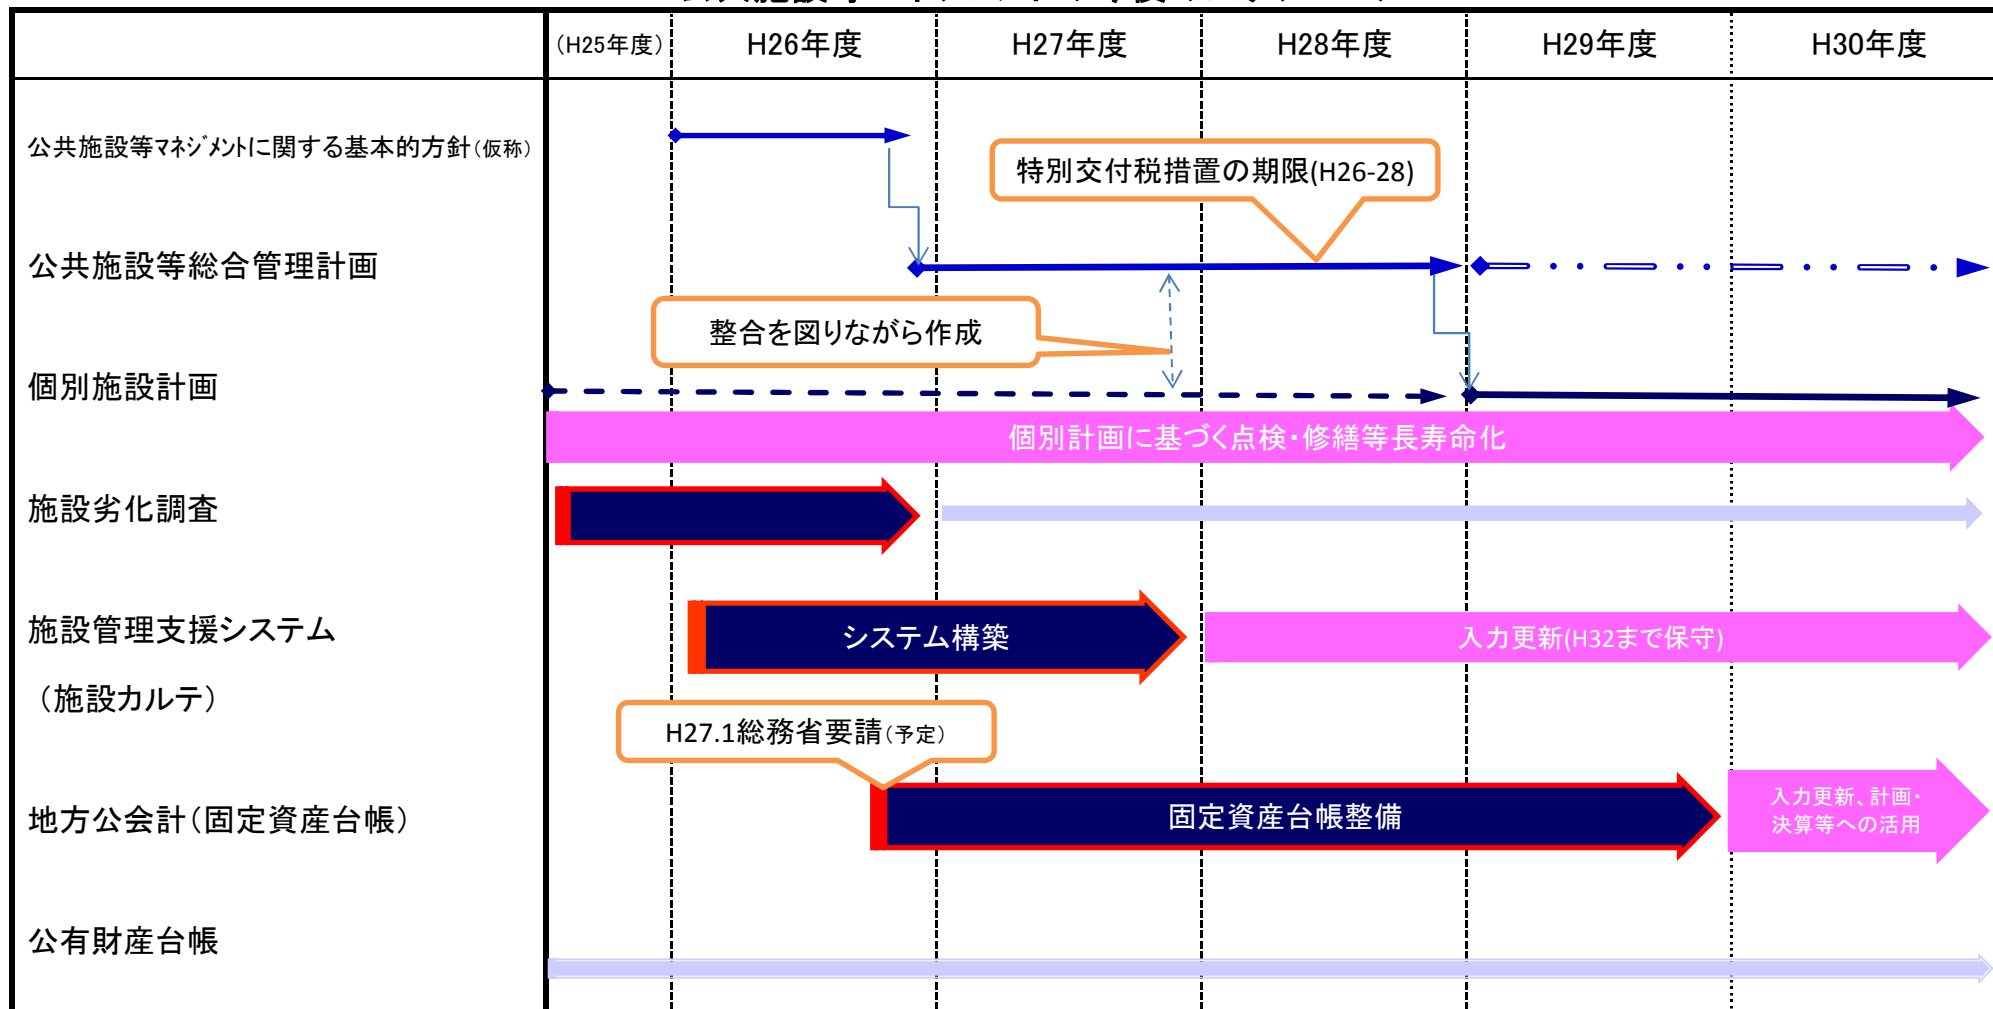 (H25年度)
H26年度
H27年度
H28年度
H29年度
H30年度
公共施設等ﾏﾈｼﾞﾒﾝﾄに関する基本的方針(仮称)
特別交付税措置の期限(H26-28)
公共施設等総合管理計画
整合を図りながら作成
個別施設計画
個別計画に基づく点検・修繕等長寿命化
施設劣化調査
施設管理支援システム
システム構築
入力更新(H32まで保守)
(施設カルテ)
H27.1総務省要請(予定)
地方公会計(固定資産台帳)
固定資産台帳整備
入力更新、計画・
決算等への活用
公有財産台帳